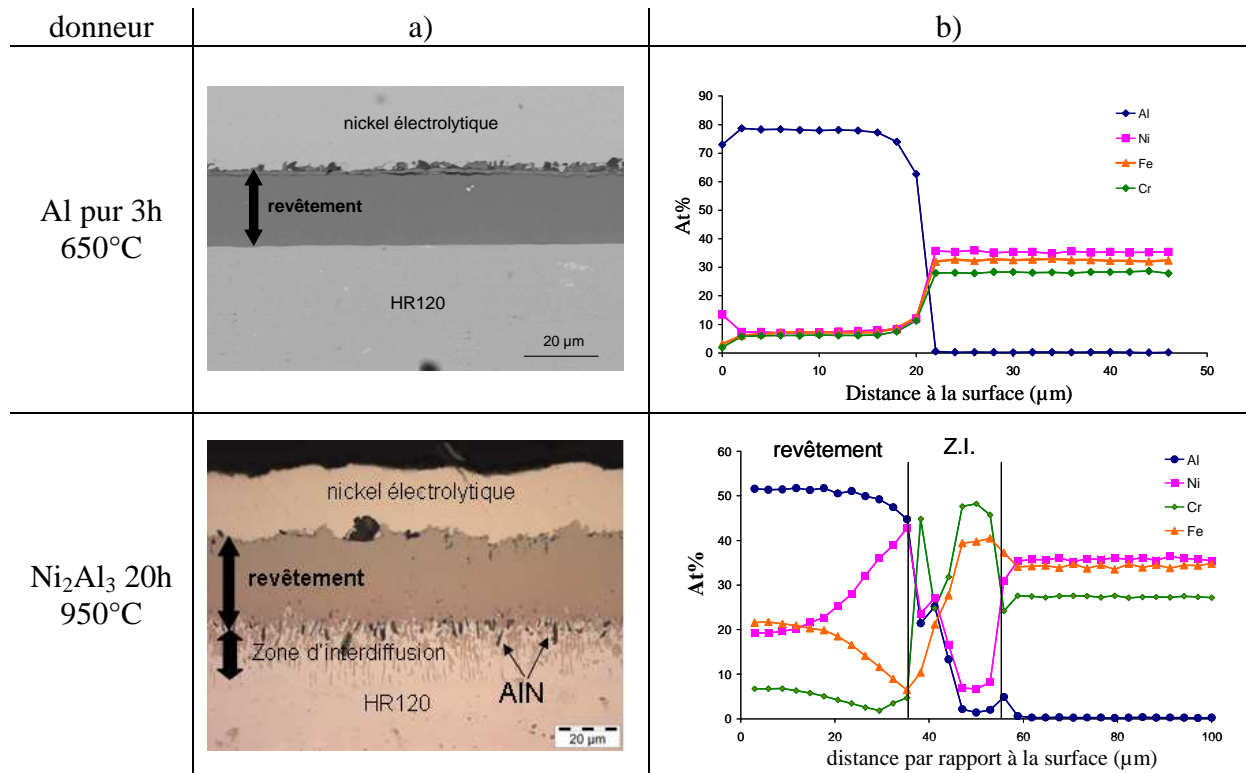 donneur
a)
b)
Al pur 3h
650°C
nickel électrolytique
revêtement
HR120
20 µm
90
80
70
60
50
40
30
20
10
0
0 10 20 30 40 50
At%
Distance à la surface (µm)
Al
Ni
Fe
Cr
Ni₂Al₃ 20h
950°C
nickel électrolytique
revêtement
Zone d'interdiffusion
AlN
HR120
20 µm
revêtement Z.I.
60
50
40
30
20
10
0
0 20 40 60 80 100
At%
distance par rapport à la surface (µm)
Al
Ni
Cr
Fe